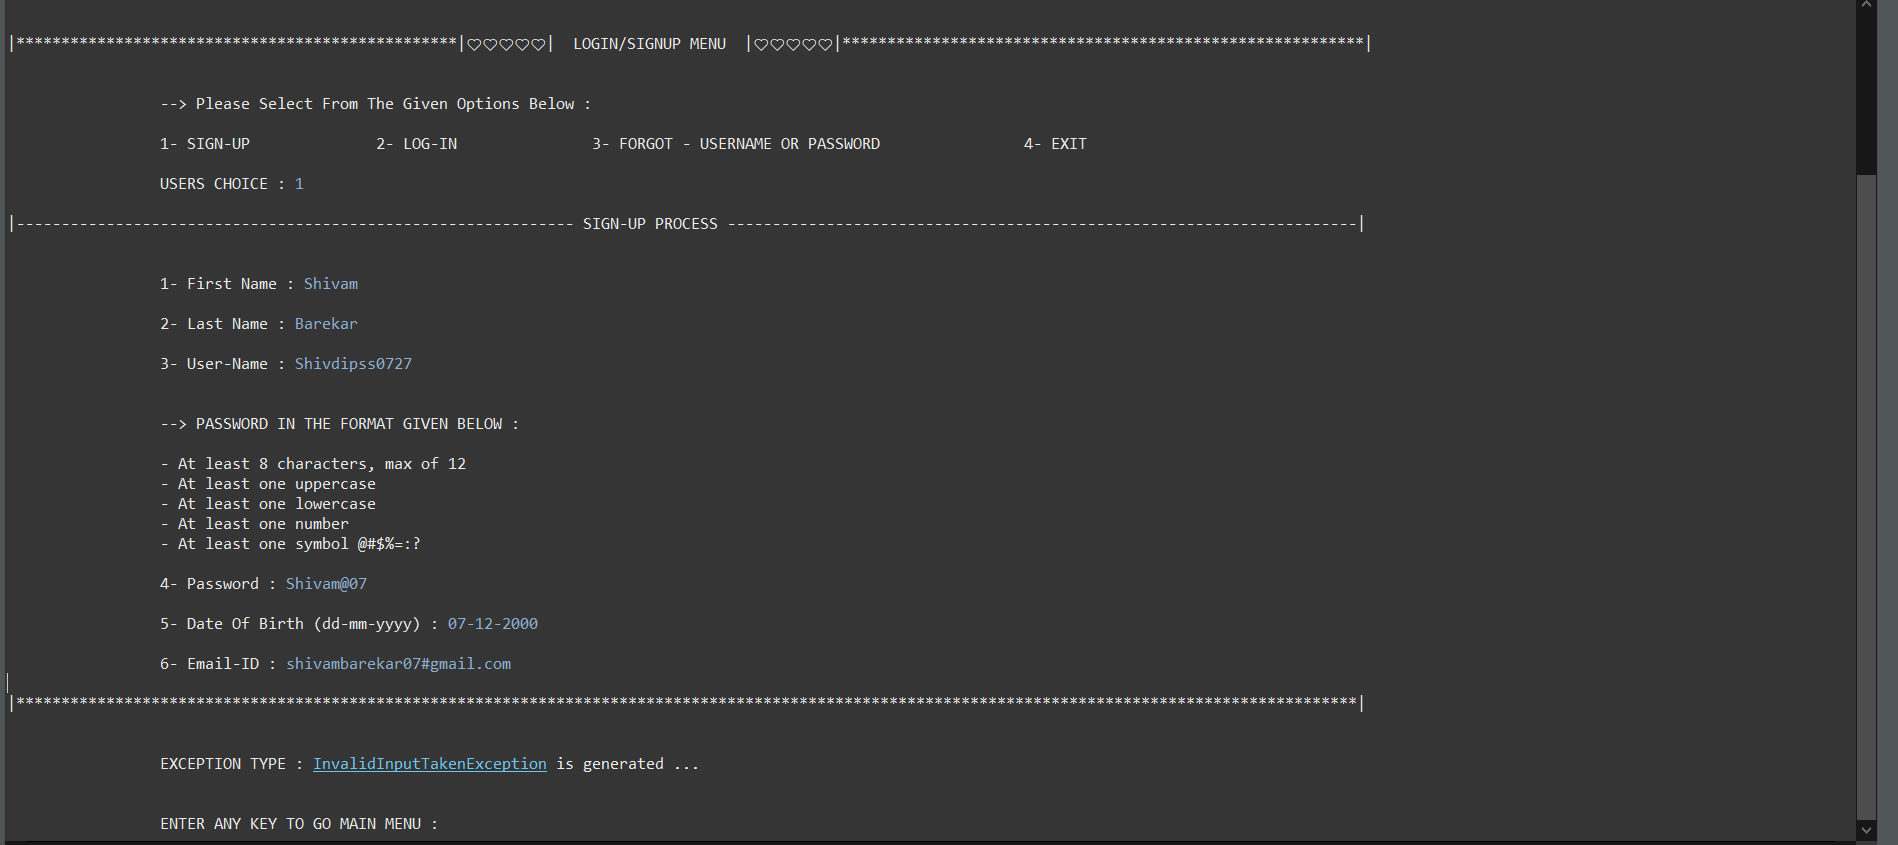 |*************************************************|♡♡♡♡♡|  LOGIN/SIGNUP MENU  |♡♡♡♡♡|**********************************************************|
--> Please Select From The Given Options Below :
1- SIGN-UP              2- LOG-IN               3- FORGOT - USERNAME OR PASSWORD                4- EXIT
USERS CHOICE : 1
|-------------------------------------------------------------- SIGN-UP PROCESS ----------------------------------------------------------------------|
1- First Name : Shivam
2- Last Name : Barekar
3- User-Name : Shivdipss0727
--> PASSWORD IN THE FORMAT GIVEN BELOW :
- At least 8 characters, max of 12
- At least one uppercase
- At least one lowercase
- At least one number
- At least one symbol @#$%=:?
4- Password : Shivam@07
5- Date Of Birth (dd-mm-yyyy) : 07-12-2000
6- Email-ID : shivambarekar07#gmail.com
|*****************************************************************************************************************************************************|
EXCEPTION TYPE : InvalidInputTakenException is generated ...
ENTER ANY KEY TO GO MAIN MENU :